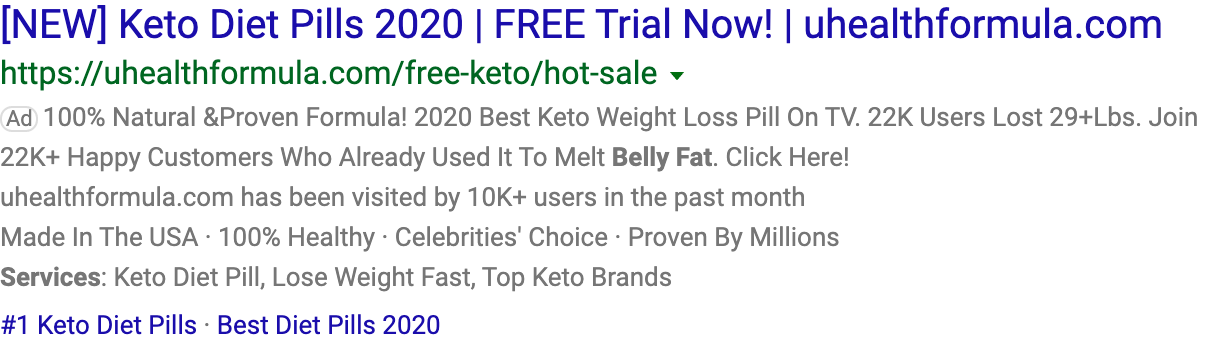 [NEW] Keto Diet Pills 2020 | FREE Trial Now! | uhealthformula.com
https://uhealthformula.com/free-keto/hot-sale
Ad 100% Natural &Proven Formula! 2020 Best Keto Weight Loss Pill On TV. 22K Users Lost 29+Lbs. Join
22K+ Happy Customers Who Already Used It To Melt Belly Fat. Click Here!
uhealthformula.com has been visited by 10K+ users in the past month
Made In The USA · 100% Healthy · Celebrities' Choice · Proven By Millions
Services: Keto Diet Pill, Lose Weight Fast, Top Keto Brands
#1 Keto Diet Pills · Best Diet Pills 2020